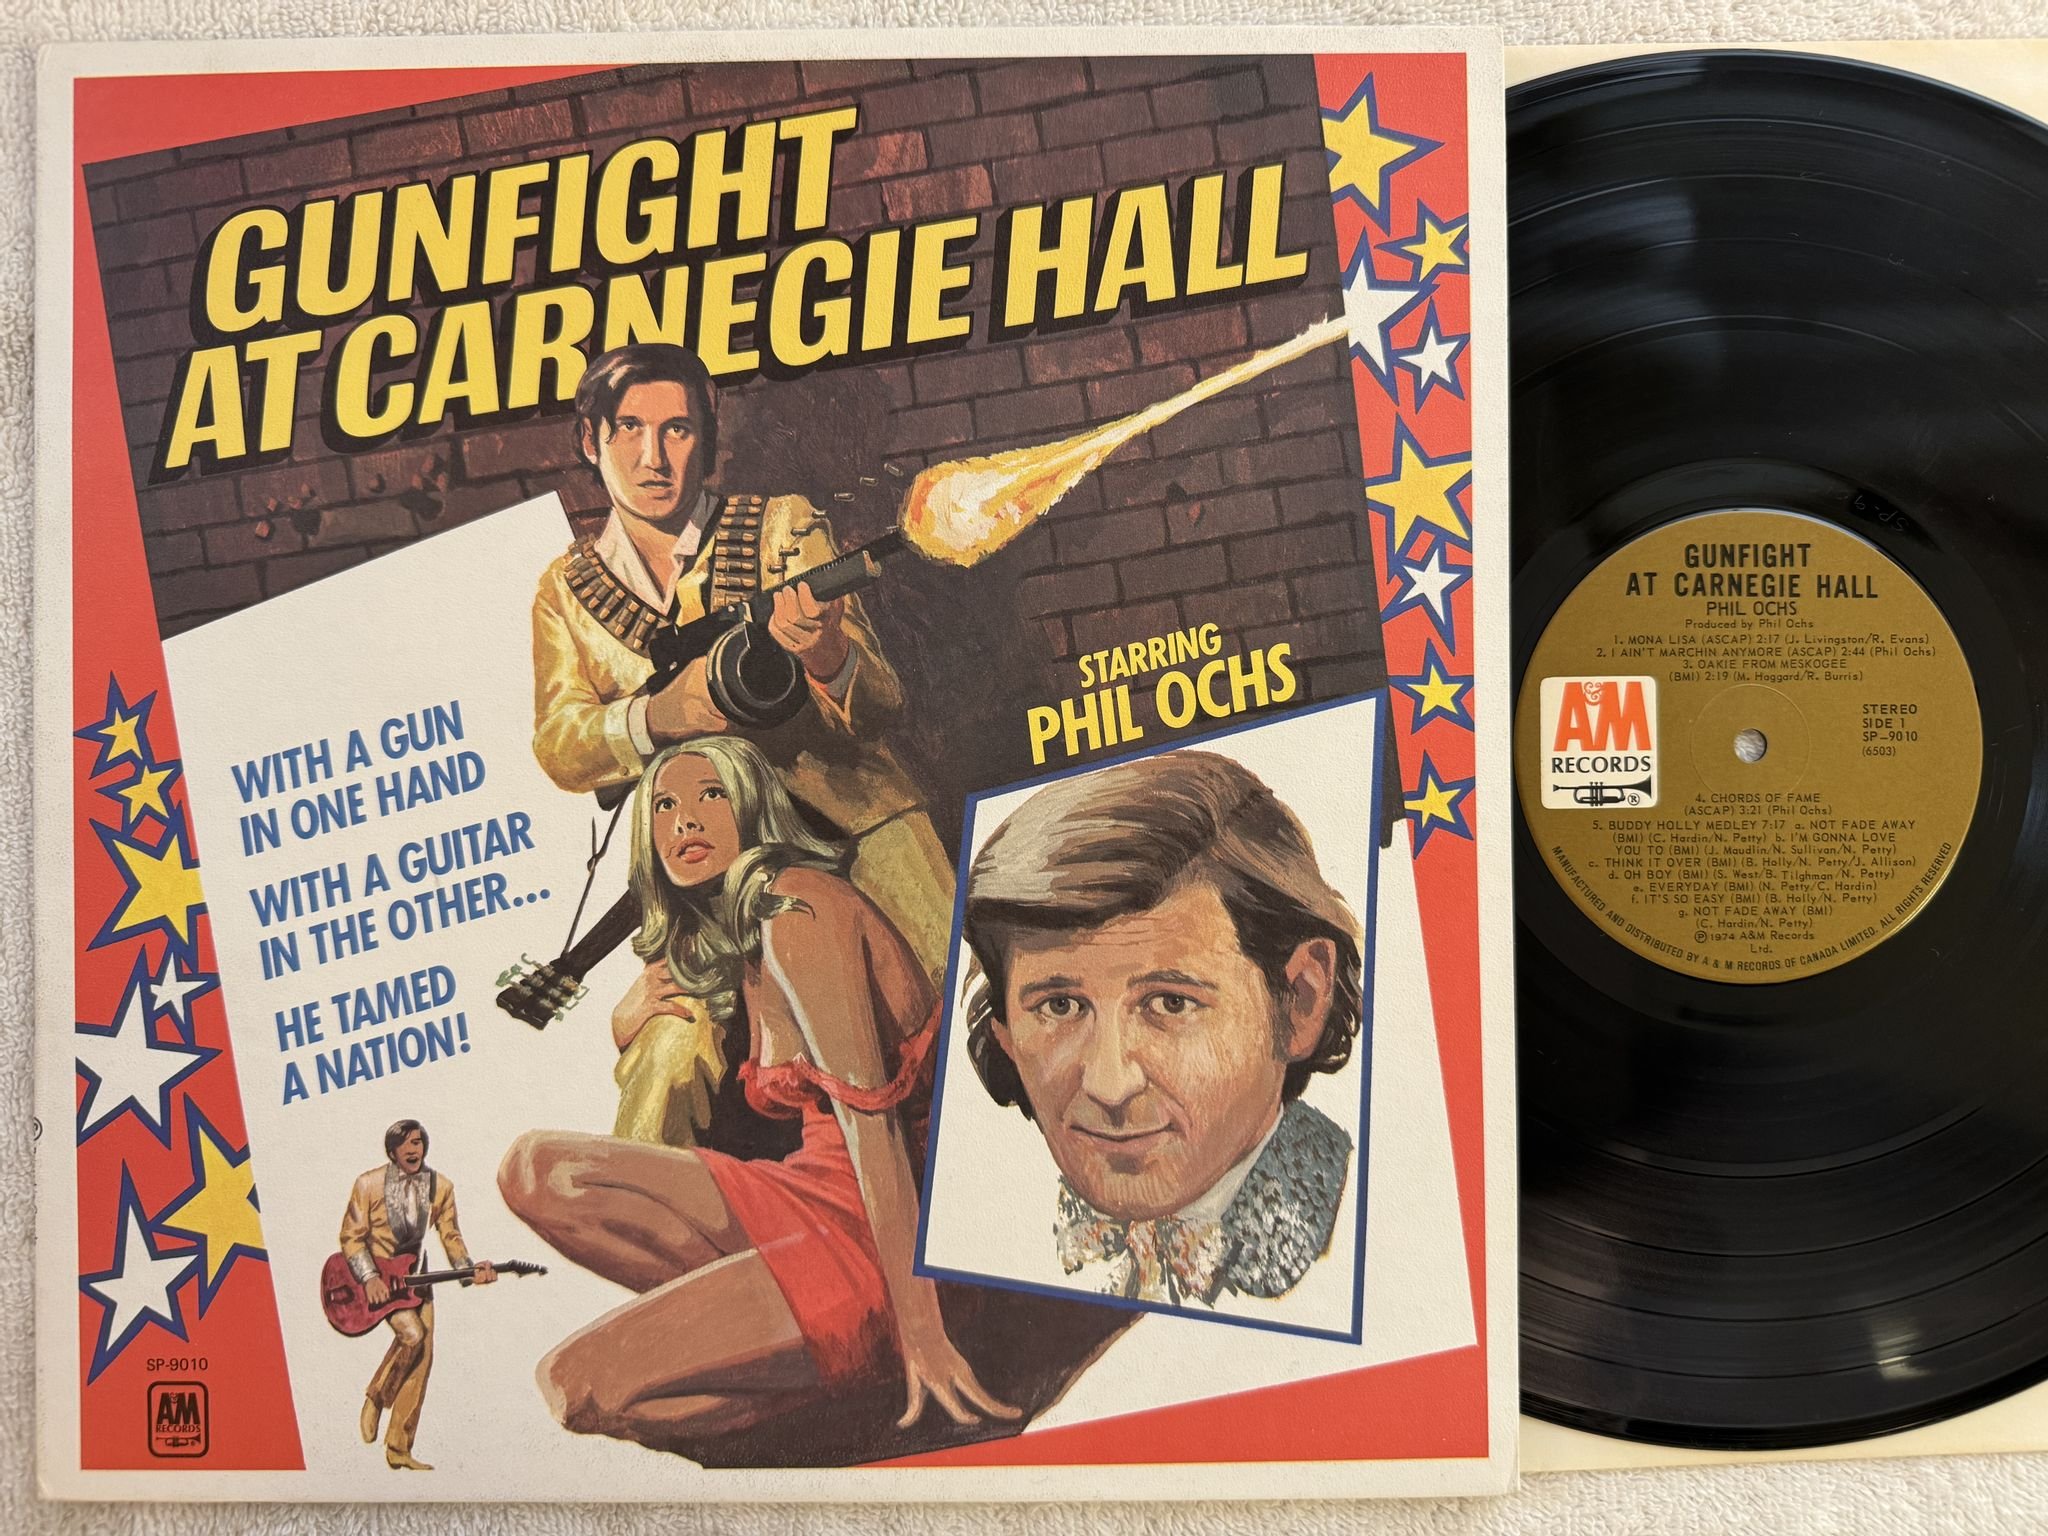 GUNFIGHT
AT CARNEGIE HALL
STARRING
PHIL OCHS
WITH A GUN
IN ONE HAND
WITH A GUITAR
IN THE OTHER...
HE TAMED
A NATION!
SP-9010
A&M
RECORDS
GUNFIGHT
AT CARNEGIE HALL
PHIL OCHS
Produced by Phil Ochs
1. MONA LISA (ASCAP) 2:17 (J. Livingston/R. Evans)
2. I AIN'T MARCHIN ANYMORE (ASCAP) 2:44 (Phil Ochs)
3. OAKIE FROM MESKOGEE
(BMI) 2:19 (M. Haggard/R. Burris)
A&M
RECORDS
®
STEREO
SIDE 1
SP-9010
(6503)
4. CHORDS OF FAME
(ASCAP) 3:21 (Phil Ochs)
5. BUDDY HOLLY MEDLEY 7:17 a. NOT FADE AWAY
(BMI) (C. Hardin/N. Petty) b. I'M GONNA LOVE
YOU TO (BMI) (J. Maudlin/N. Sullivan/N. Petty)
c. THINK IT OVER (BMI) (B. Holly/N. Petty/J. Allison)
d. OH BOY (BMI) (S. West/B. Tilghman/N. Petty)
e. EVERYDAY (BMI) (N. Petty/C. Hardin)
f. IT'S SO EASY (BMI) (B. Holly/N. Petty)
g. NOT FADE AWAY (BMI)
(C. Hardin/N. Petty)
℗ 1974 A&M Records
Ltd.
MANUFACTURED AND DISTRIBUTED BY A & M RECORDS OF CANADA LIMITED. ALL RIGHTS RESERVED